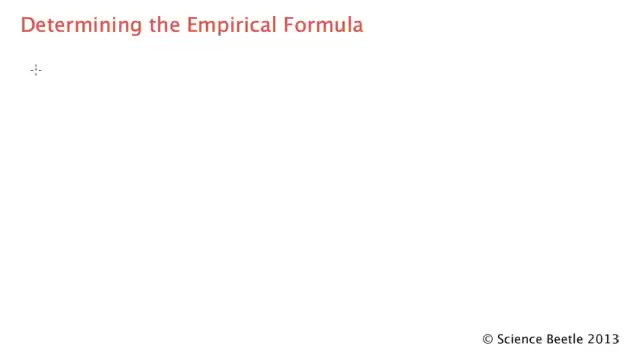 Determining the Empirical Formula
© Science Beetle 2013